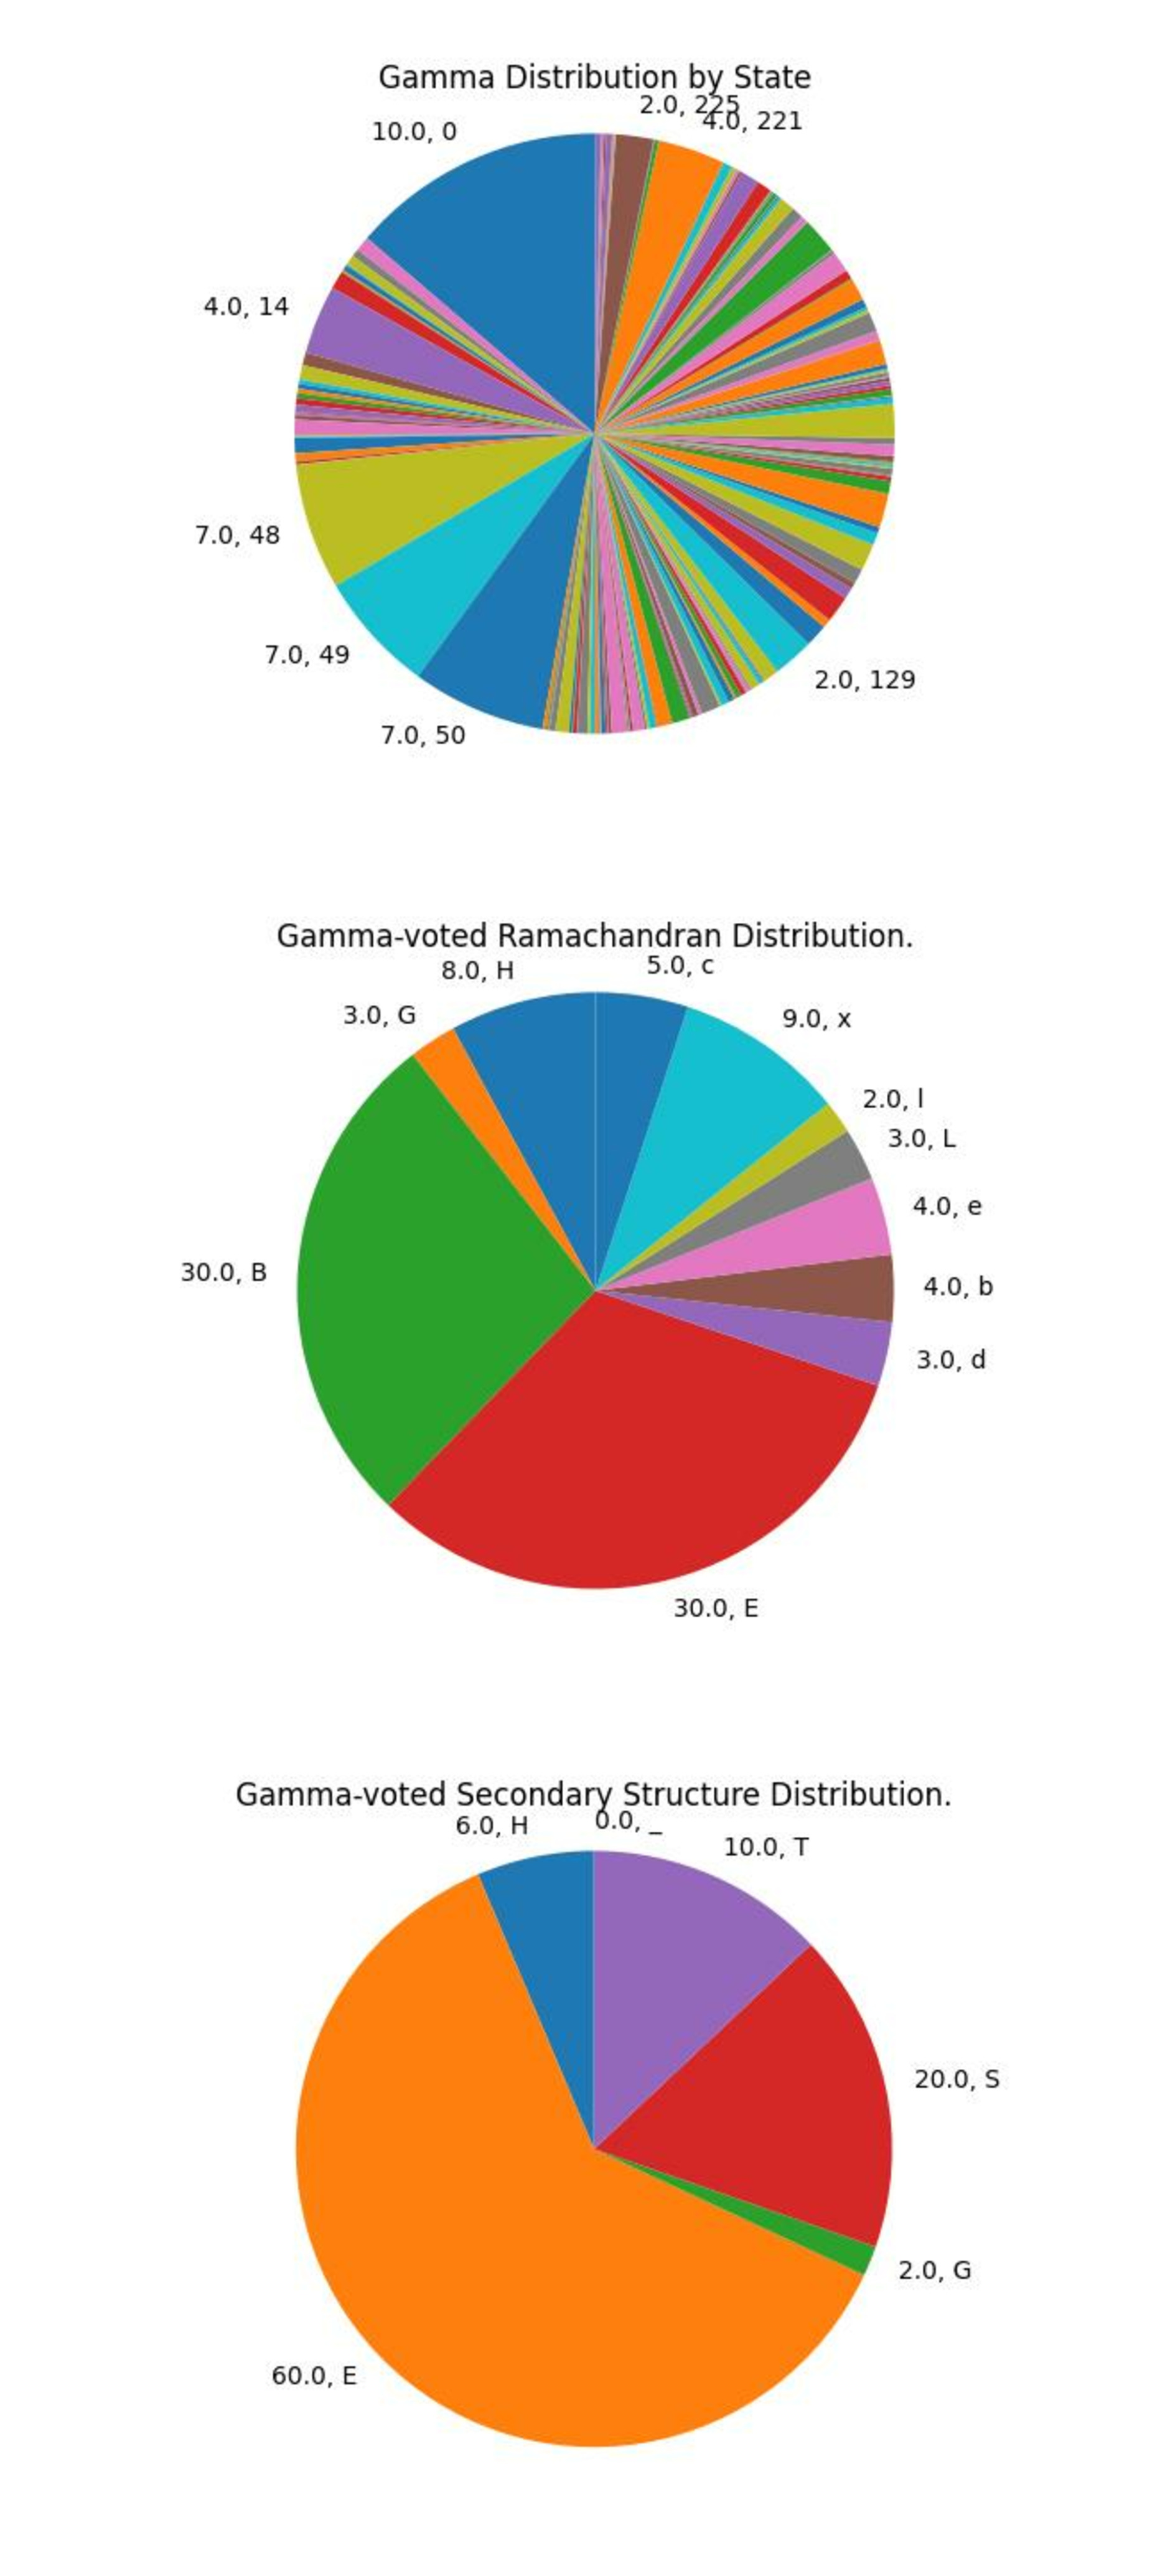 Gamma Distribution by State
2.0, 225
4.0, 221
10.0, 0
4.0, 14
7.0, 48
7.0, 49
7.0, 50
2.0, 129
Gamma-voted Ramachandran Distribution.
8.0, H
5.0, c
3.0, G
9.0, x
2.0, l
3.0, L
4.0, e
30.0, B
4.0, b
3.0, d
30.0, E
Gamma-voted Secondary Structure Distribution.
6.0, H
0.0, _
10.0, T
20.0, S
2.0, G
60.0, E